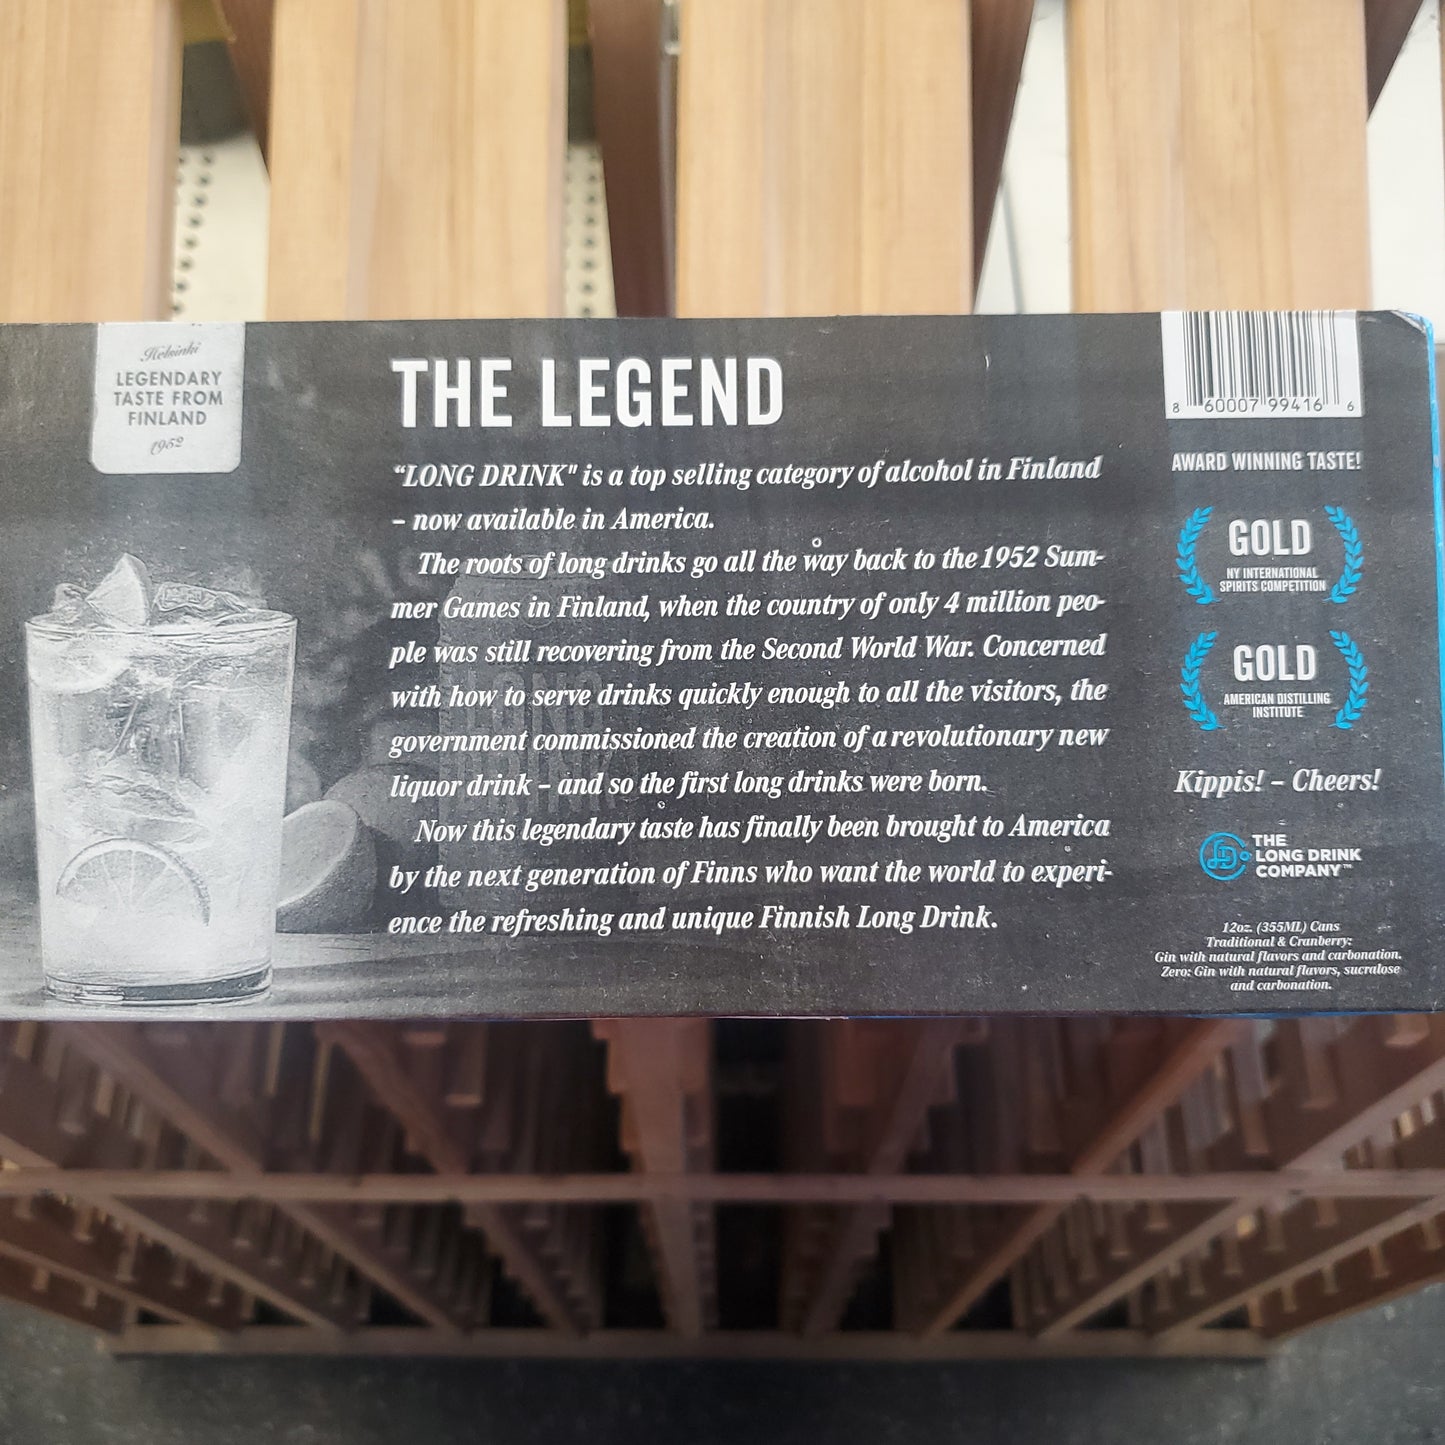 Helsinki
LEGENDARY
TASTE FROM
FINLAND
1952
THE LEGEND
“LONG DRINK" is a top selling category of alcohol in Finland
– now available in America.
The roots of long drinks go all the way back to the 1952 Sum-
mer Games in Finland, when the country of only 4 million peo-
ple was still recovering from the Second World War. Concerned
with how to serve drinks quickly enough to all the visitors, the
government commissioned the creation of a revolutionary new
liquor drink – and so the first long drinks were born.
Now this legendary taste has finally been brought to America
by the next generation of Finns who want the world to experi-
ence the refreshing and unique Finnish Long Drink.
LONG
DRINK
8 60007 99416 6
AWARD WINNING TASTE!
GOLD
NY INTERNATIONAL
SPIRITS COMPETITION
GOLD
AMERICAN DISTILLING
INSTITUTE
Kippis! – Cheers!
THE
LONG DRINK
COMPANY™
12oz. (355ML) Cans
Traditional & Cranberry:
Gin with natural flavors and carbonation.
Zero: Gin with natural flavors, sucralose
and carbonation.